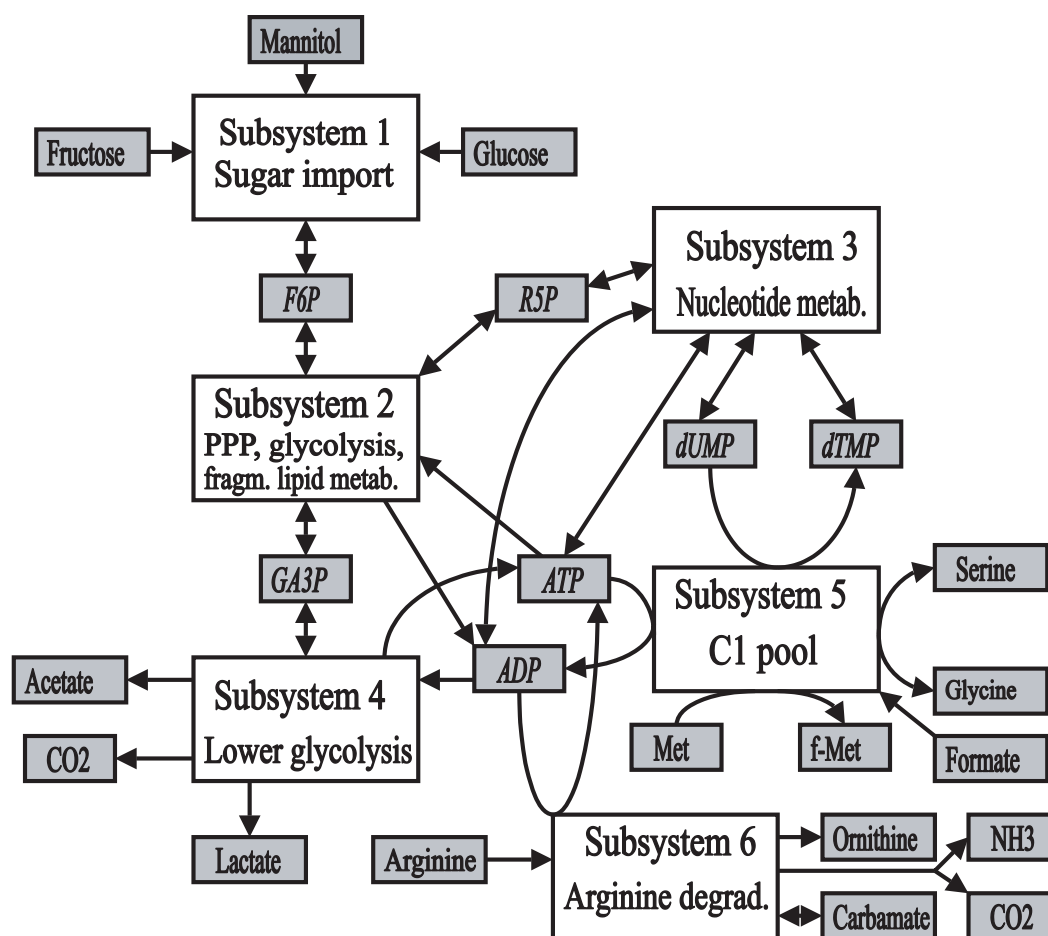 Mannitol
Subsystem 1
Sugar import
Fructose
Glucose
Subsystem 3
Nucleotide metab.
F6P
R5P
Subsystem 2
PPP, glycolysis,
fragm. lipid metab.
dUMP
dTMP
GA3P
ATP
Subsystem 5
C1 pool
Serine
ADP
Glycine
Acetate
Subsystem 4
Lower glycolysis
CO2
Met
f-Met
Formate
Lactate
Arginine
Subsystem 6
Arginine degrad.
Ornithine
NH3
Carbamate
CO2